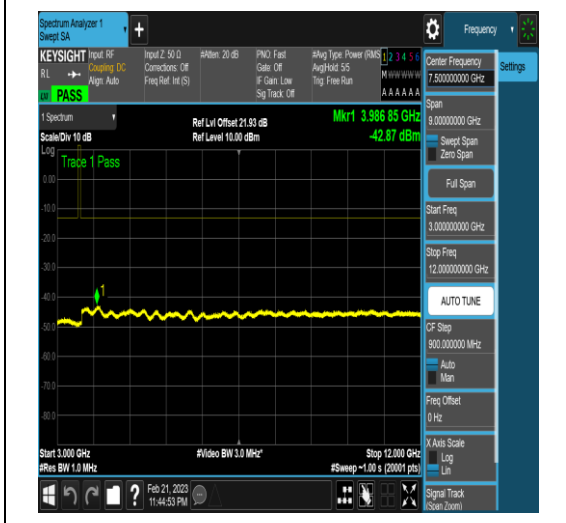 Spectrum Analyzer 1
Swept SA
+
Frequency
KEYSIGHT
RL
PASS
Input: RF
Coupling: DC
Align: Auto
Input Z: 50 Ω
Corrections: Off
Freq Ref: Int (S)
#Atten: 20 dB
PNO: Fast
Gate: Off
IF Gain: Low
Sig Track: Off
#Avg Type: Power (RMS
Avg|Hold: 5/5
Trig: Free Run
1 2 3 4 5 6
M W W W W W
A A A A A A
1 Spectrum
Scale/Div 10 dB
Ref Lvl Offset 21.93 dB
Ref Level 10.00 dBm
Mkr1 3.986 85 GHz
-42.87 dBm
Log
Trace 1 Pass
0.00
-10.0
-20.0
-30.0
-40.0
-50.0
-60.0
-70.0
-80.0
1
Start 3.000 GHz
#Res BW 1.0 MHz
#Video BW 3.0 MHz*
Stop 12.000 GHz
#Sweep ~1.00 s (20001 pts)
Center Frequency
7.500000000 GHz
Settings
Span
9.00000000 GHz
Swept Span
Zero Span
Full Span
Start Freq
3.000000000 GHz
Stop Freq
12.000000000 GHz
AUTO TUNE
CF Step
900.000000 MHz
Auto
Man
Freq Offset
0 Hz
X Axis Scale
Log
Lin
Signal Track
(Span Zoom)
?
Feb 21, 2023
11:44:53 PM